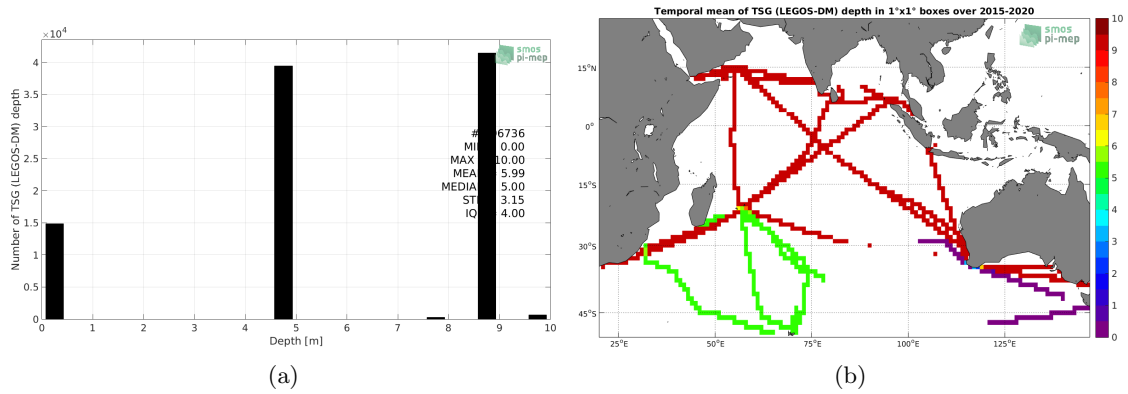 Temporal mean of TSG (LEGOS-DM) depth in 1°x1° boxes over 2015-2020
×10⁴
smos
pi-mep
4
3.5
3
2.5
2
1.5
1
0.5
0
Number of TSG (LEGOS-DM) depth
6736
0.00
MAX 10.00
5.99
MEDIA 5.00
3.15
4.00
0
1
2
3
4
5
6
7
8
9
10
Depth [m]
(a)
smos
pi-mep
15°N
0°
15°S
30°S
45°S
25°E
50°E
75°E
100°E
125°E
10
9
8
7
6
5
4
3
2
1
0
(b)